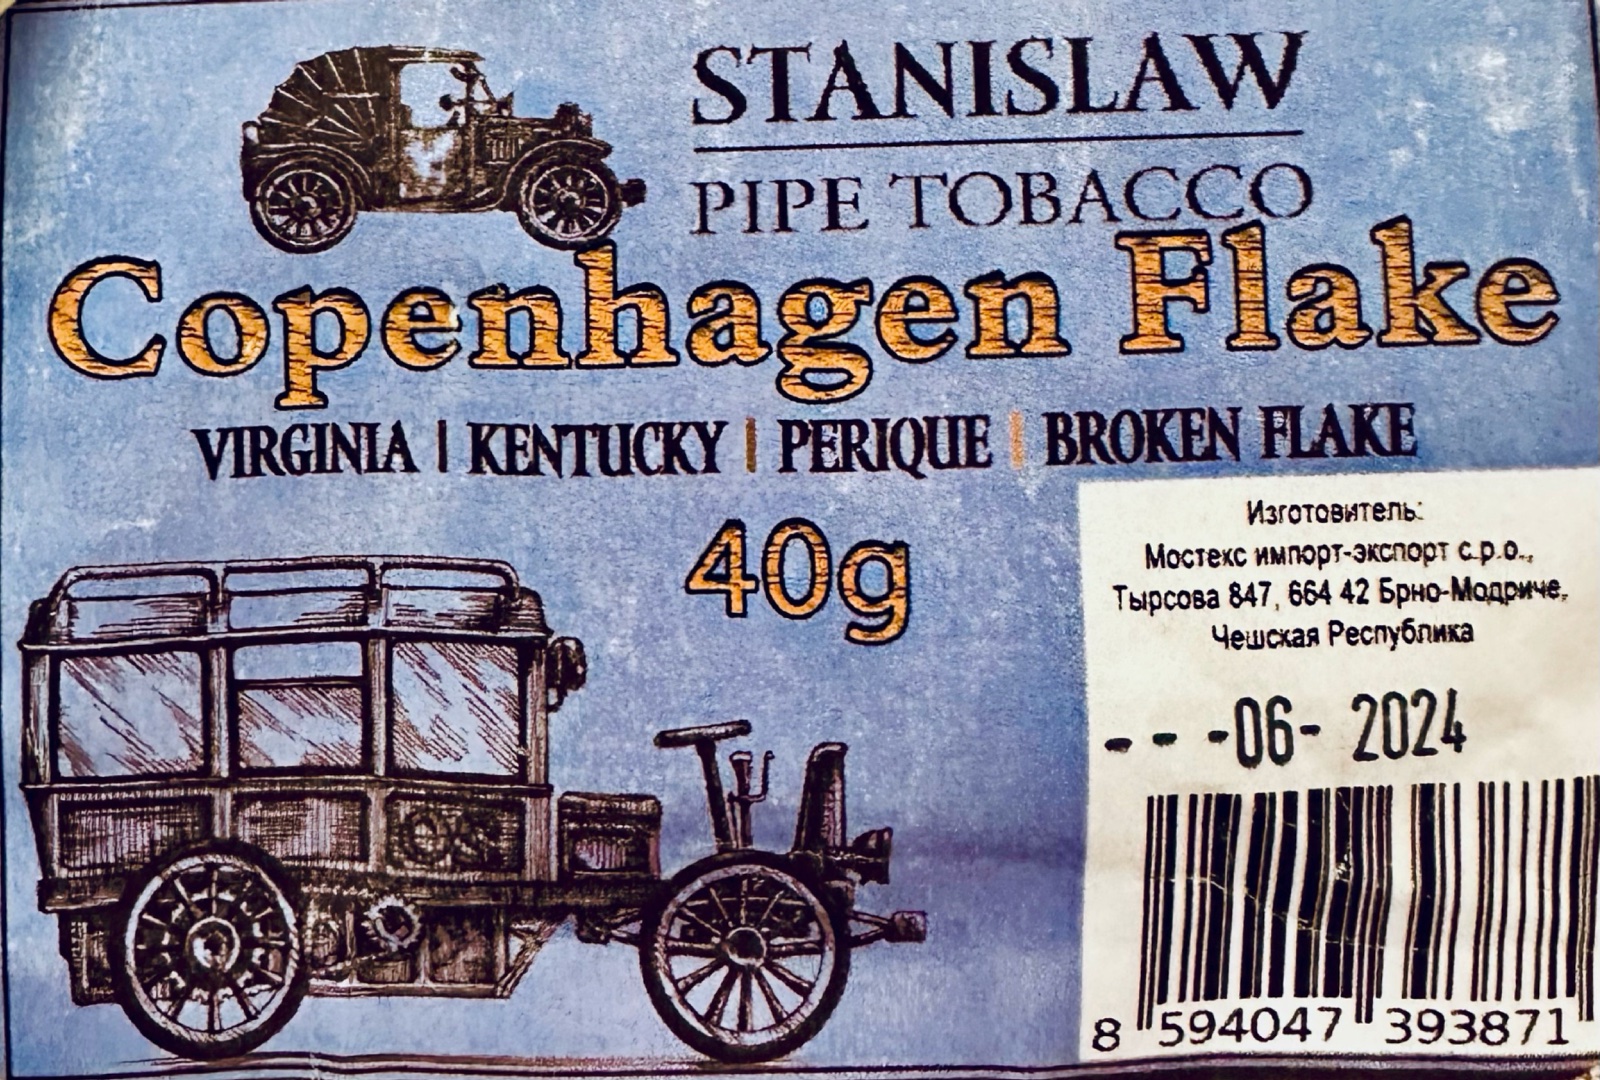 STANISLAW
PIPE TOBACCO
Copenhagen Flake
VIRGINIA | KENTUCKY | PERIQUE | BROKEN FLAKE
40g
Изготовитель:
Мостекс импорт-экспорт с.р.о.,
Тырсова 847, 664 42 Брно-Модриче,
Чешская Республика
- - -06- 2024
8 594047 393871